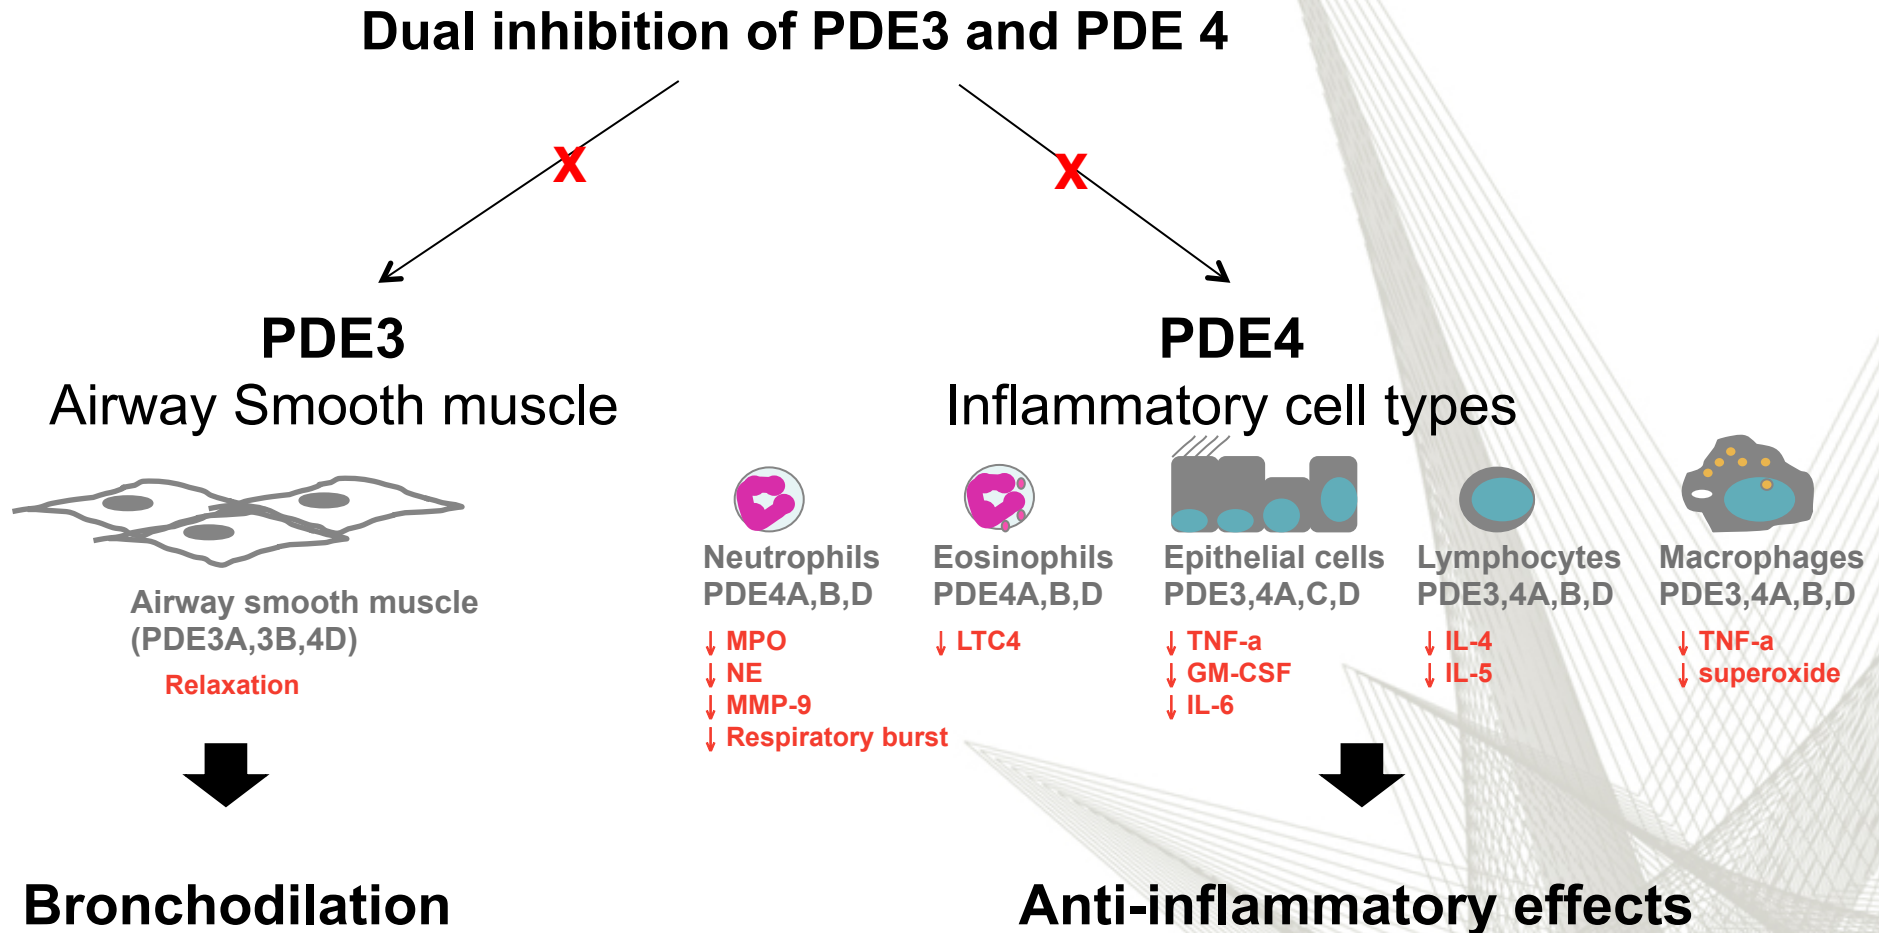 Dual inhibition of PDE3 and PDE 4
X
X
PDE3
Airway Smooth muscle
Airway smooth muscle
(PDE3A,3B,4D)
Relaxation
Bronchodilation
PDE4
Inflammatory cell types
Neutrophils
PDE4A,B,D
↓ MPO
↓ NE
↓ MMP-9
↓ Respiratory burst
Eosinophils
PDE4A,B,D
↓ LTC4
Epithelial cells
PDE3,4A,C,D
↓ TNF-a
↓ GM-CSF
↓ IL-6
Lymphocytes
PDE3,4A,B,D
↓ IL-4
↓ IL-5
Macrophages
PDE3,4A,B,D
↓ TNF-a
↓ superoxide
Anti-inflammatory effects